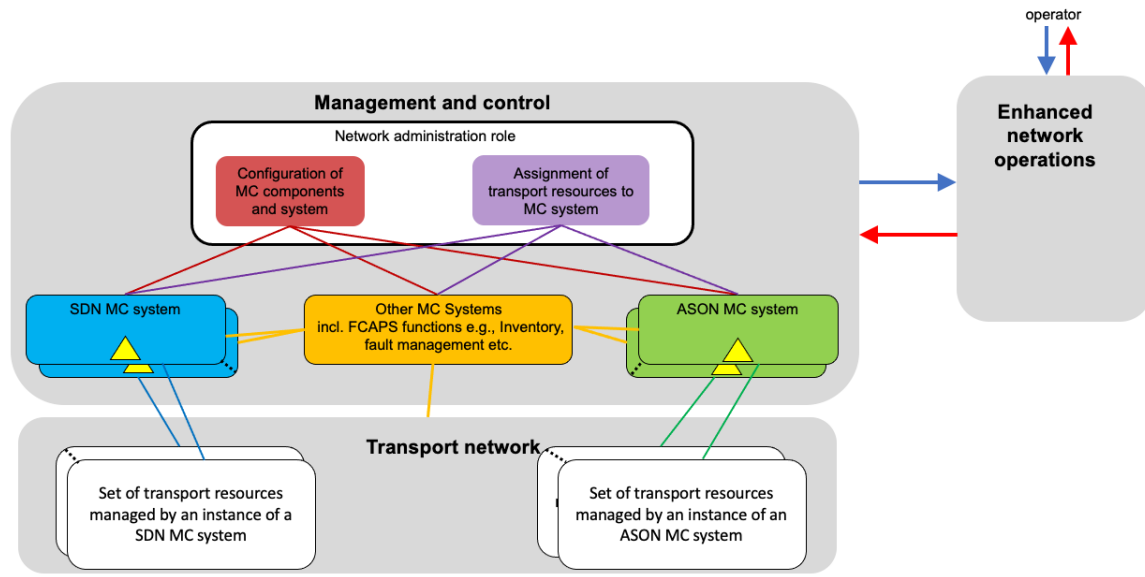 operator
Management and control
Enhanced
network
operations
Network administration role
Configuration of
MC components
and system
Assignment of
transport resources to
MC system
SDN MC system
Other MC Systems
incl. FCAPS functions e.g., Inventory,
fault management etc.
ASON MC system
Transport network
Set of transport resources
managed by an instance of a
SDN MC system
Set of transport resources
managed by an instance of an
ASON MC system